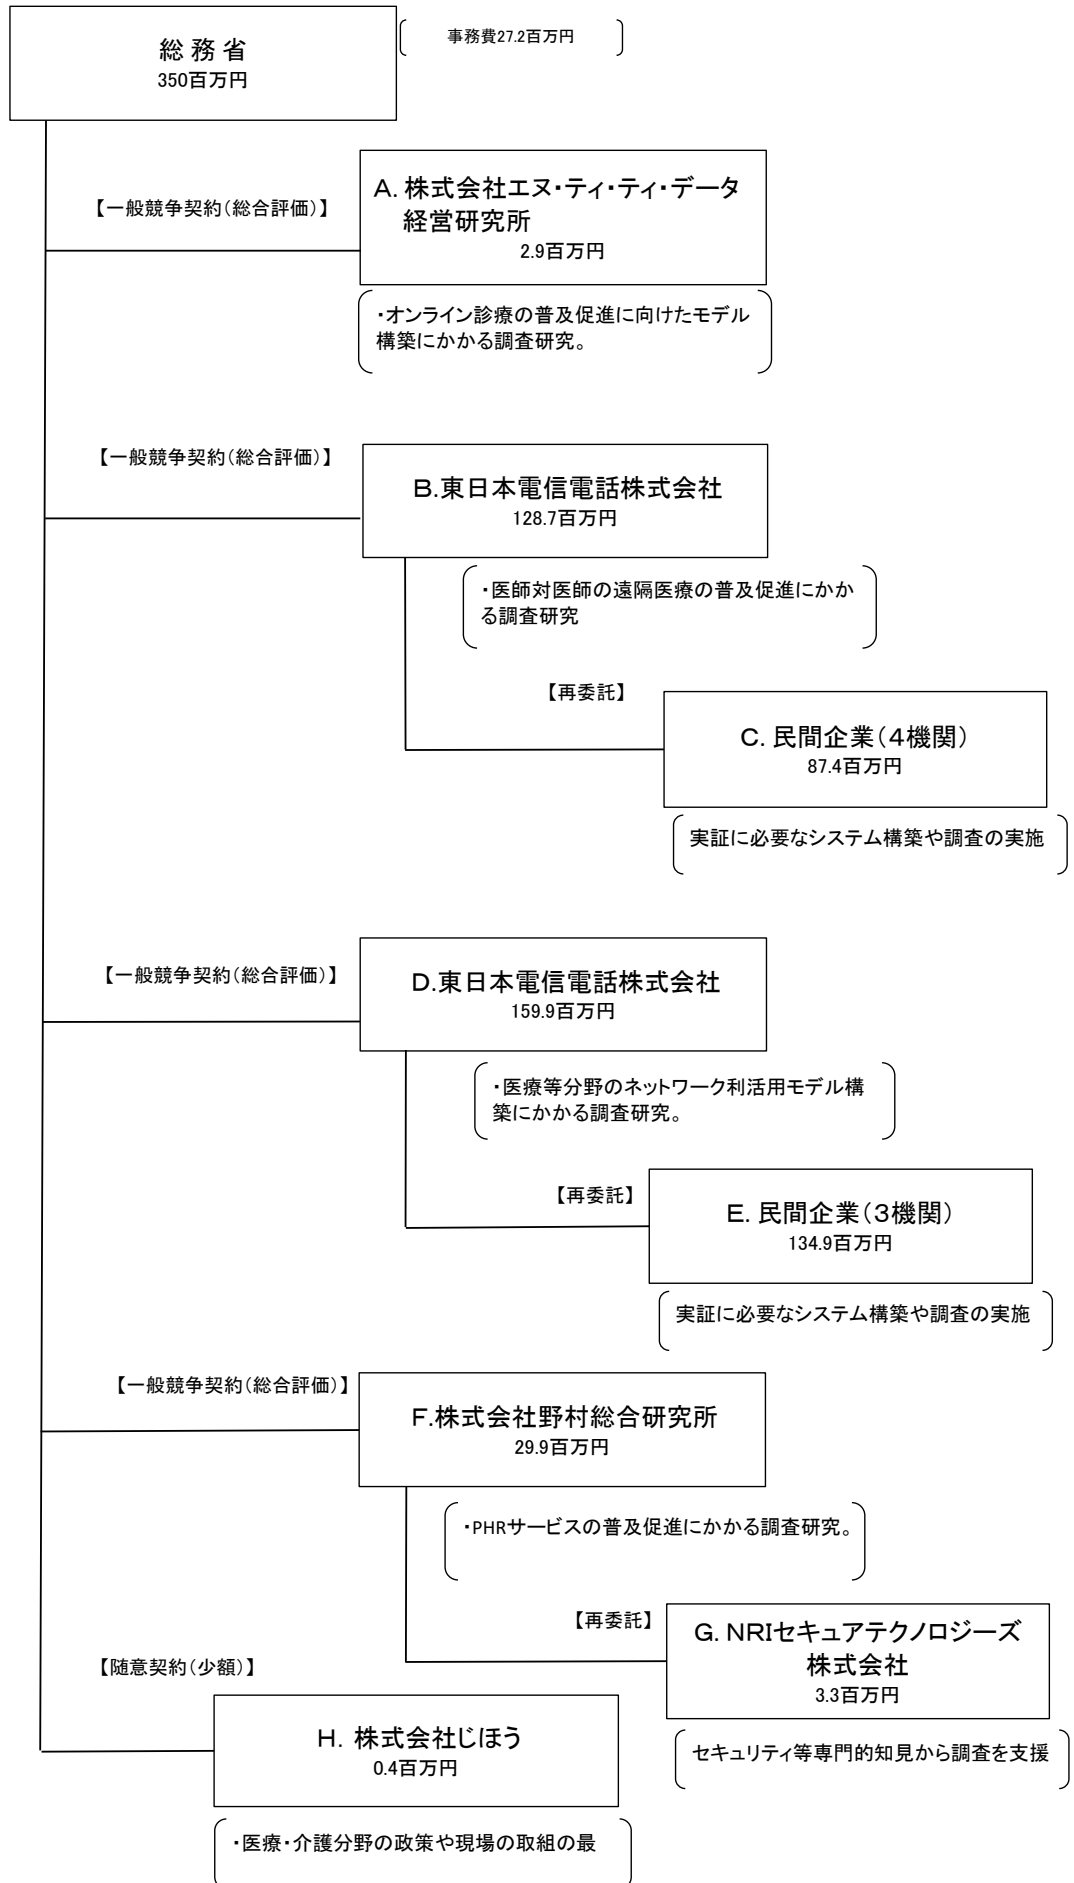 総 務 省
350百万円
事務費27.2百万円
【一般競争契約(総合評価)】
A. 株式会社エヌ・ティ・ティ・データ
経営研究所
2.9百万円
・オンライン診療の普及促進に向けたモデル
構築にかかる調査研究。
【一般競争契約(総合評価)】
B.東日本電信電話株式会社
128.7百万円
・医師対医師の遠隔医療の普及促進にかか
る調査研究
【再委託】
C. 民間企業(4機関)
87.4百万円
実証に必要なシステム構築や調査の実施
【一般競争契約(総合評価)】
D.東日本電信電話株式会社
159.9百万円
・医療等分野のネットワーク利活用モデル構
築にかかる調査研究。
【再委託】
E. 民間企業(3機関)
134.9百万円
実証に必要なシステム構築や調査の実施
【一般競争契約(総合評価)】
F.株式会社野村総合研究所
29.9百万円
・PHRサービスの普及促進にかかる調査研究。
【再委託】
G. NRIセキュアテクノロジーズ
株式会社
3.3百万円
セキュリティ等専門的知見から調査を支援
【随意契約(少額)】
H. 株式会社じほう
0.4百万円
・医療・介護分野の政策や現場の取組の最